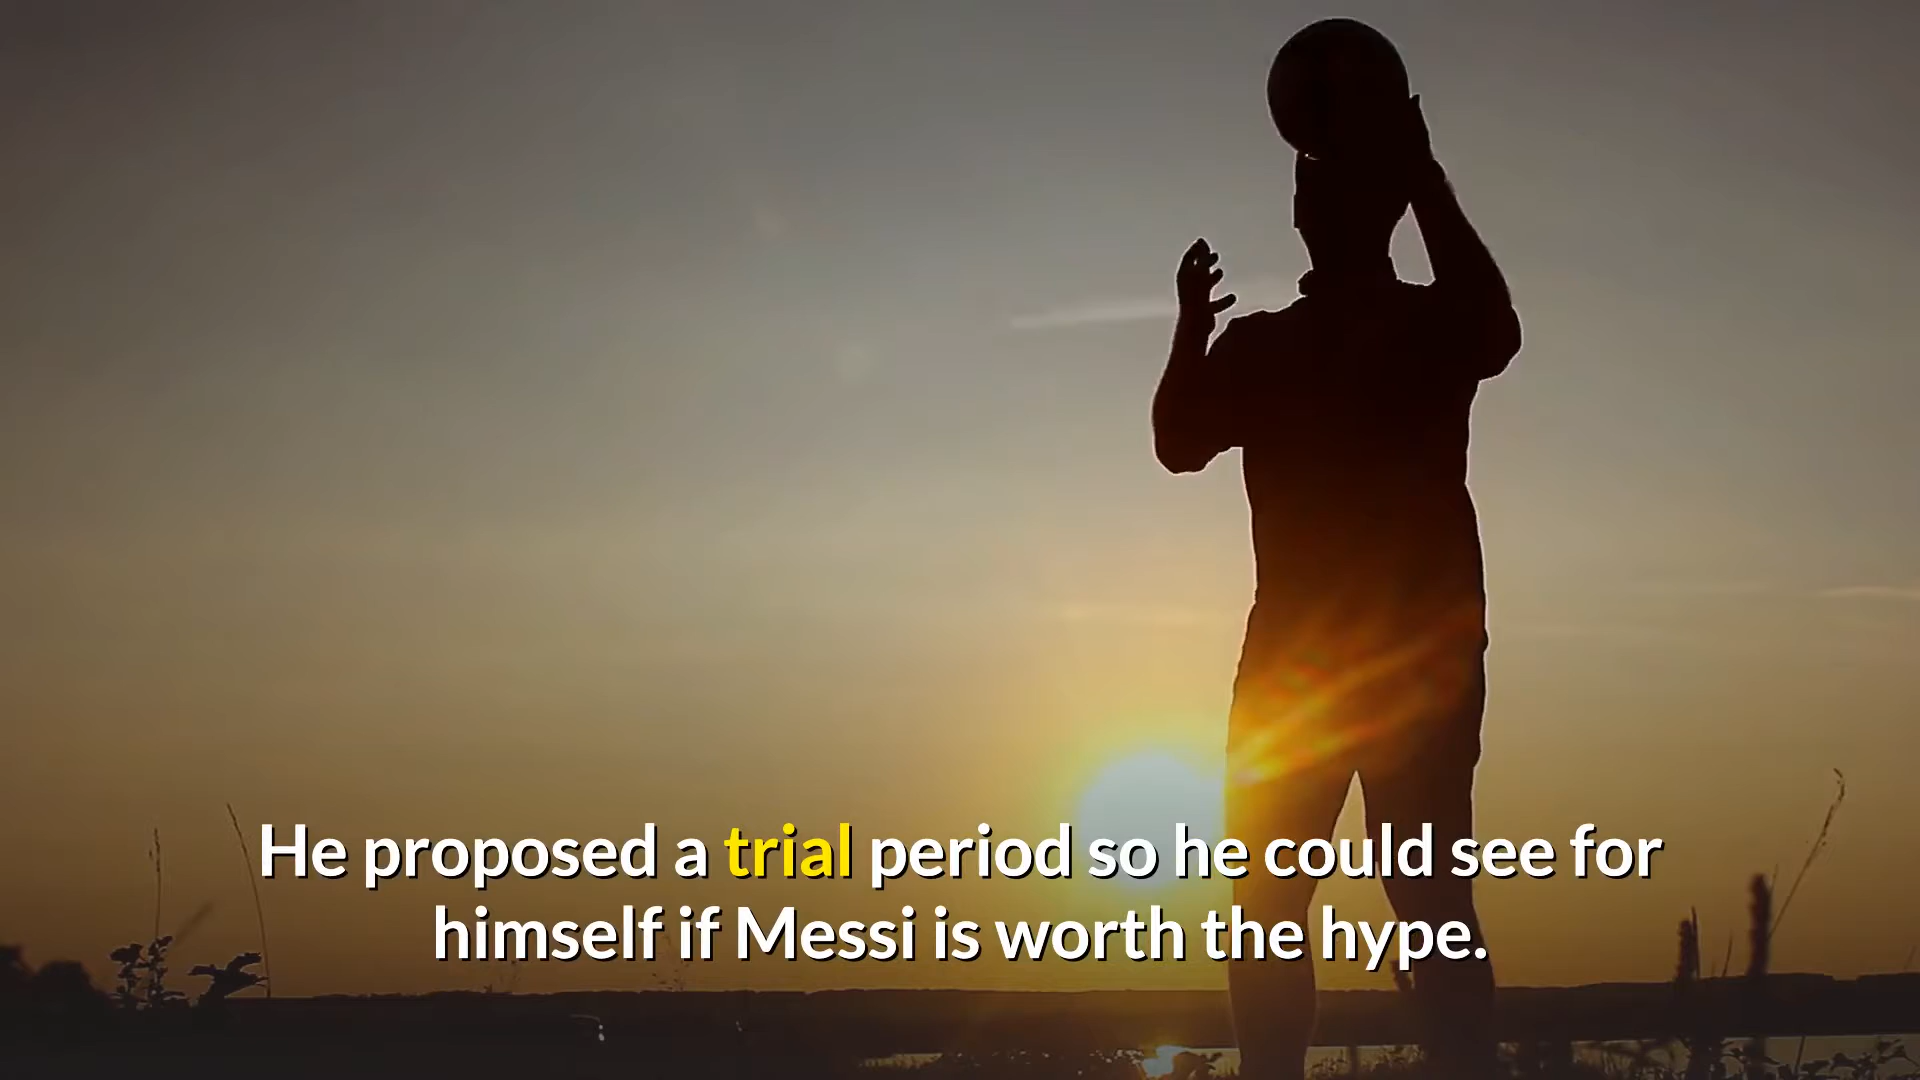 He proposed a trial period so he could see for
himself if Messi is worth the hype.